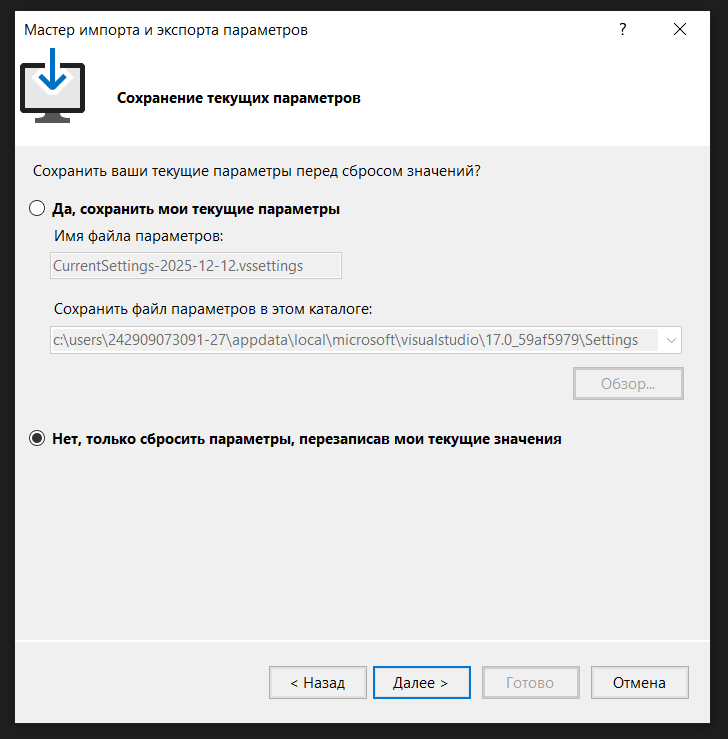 Мастер импорта и экспорта параметров
?
Сохранение текущих параметров
Сохранить ваши текущие параметры перед сбросом значений?
Да, сохранить мои текущие параметры
Имя файла параметров:
CurrentSettings-2025-12-12.vssettings
Сохранить файл параметров в этом каталоге:
c:\users\242909073091-27\appdata\local\microsoft\visualstudio\17.0_59af5979\Settings
Обзор...
Нет, только сбросить параметры, перезаписав мои текущие значения
< Назад
Далее >
Готово
Отмена